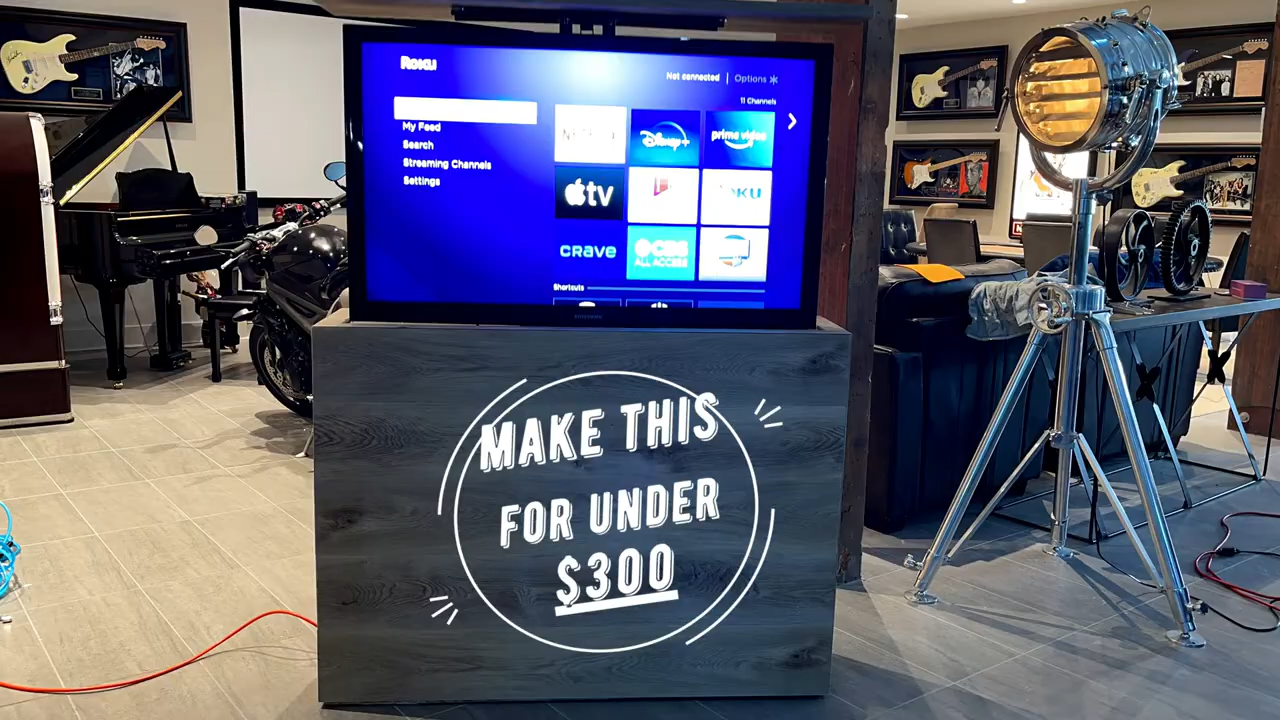 Roku
Not connected | Options
11 Channels
My Feed
Search
Streaming Channels
Settings
Disney+
prime video
tv
crave
CBS
ALL ACCESS
Shortcuts
MAKE THIS
FOR UNDER
$300